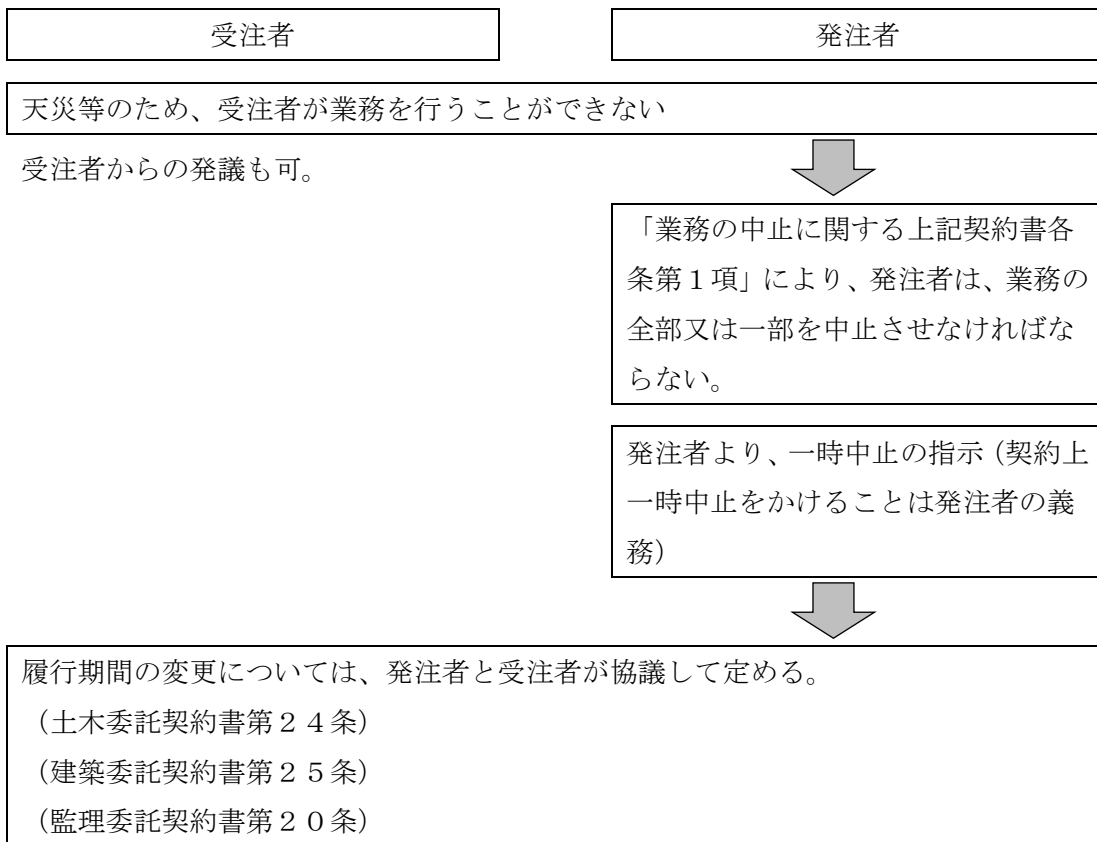 受注者
発注者
天災等のため、受注者が業務を行うことができない
受注者からの発議も可。
「業務の中止に関する上記契約書各
条第１項」により、発注者は、業務の
全部又は一部を中止させなければな
らない。
発注者より、一時中止の指示（契約上
一時中止をかけることは発注者の義
務）
履行期間の変更については、発注者と受注者が協議して定める。
（土木委託契約書第２４条）
（建築委託契約書第２５条）
（監理委託契約書第２０条）